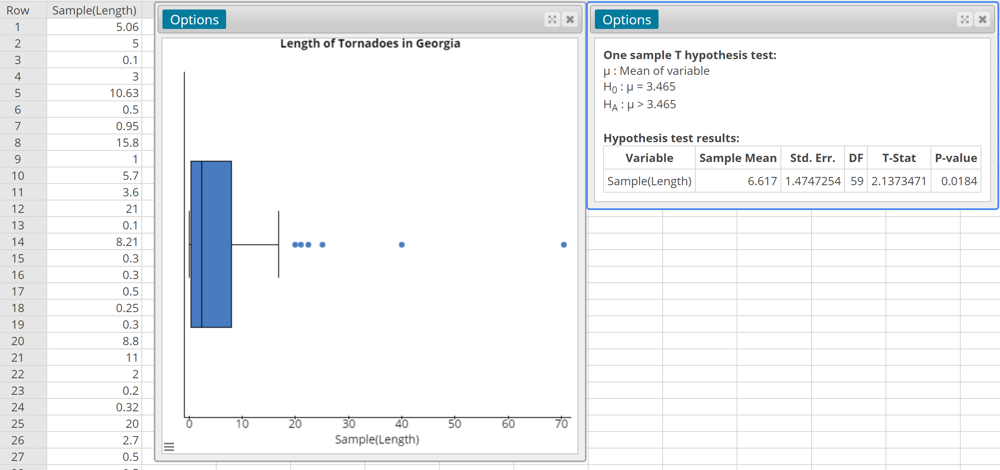 Row Sample(Length)
1 5.06
2 5
3 0.1
4 3
5 10.63
6 0.5
7 0.95
8 15.8
9 1
10 5.7
11 3.6
12 21
13 0.1
14 8.21
15 0.3
16 0.3
17 0.5
18 0.25
19 0.3
20 8.8
21 11
22 2
23 0.2
24 0.32
25 20
26 2.7
27 0.5
Options
Length of Tornadoes in Georgia
0 10 20 30 40 50 60 70
Sample(Length)
Options
One sample T hypothesis test:
μ : Mean of variable
H₀ : μ = 3.465
H_A : μ > 3.465
Hypothesis test results:
Variable Sample Mean Std. Err. DF T-Stat P-value
Sample(Length) 6.617 1.4747254 59 2.1373471 0.0184